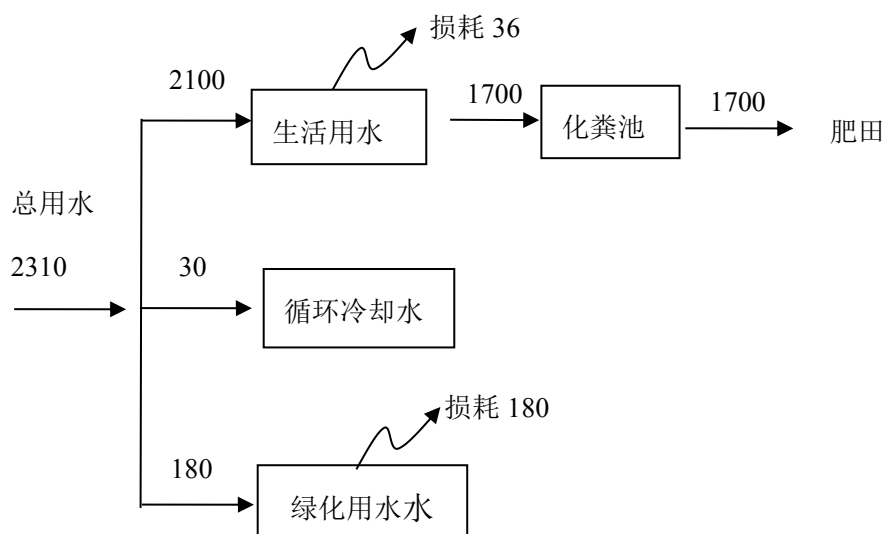 损耗 36
2100
生活用水
1700
化粪池
1700
肥田
总用水
2310
30
循环冷却水
损耗 180
180
绿化用水水